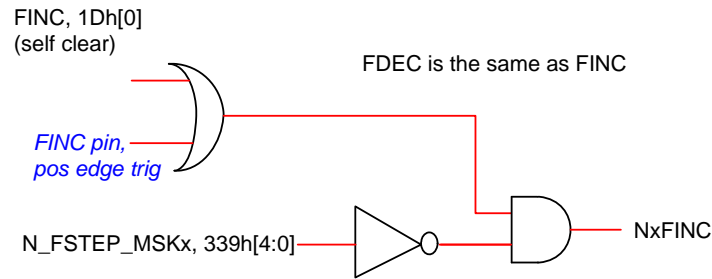 FINC, 1Dh[0]
(self clear)
FDEC is the same as FINC
FINC pin,
pos edge trig
N_FSTEP_MSKx, 339h[4:0]
NxFINC